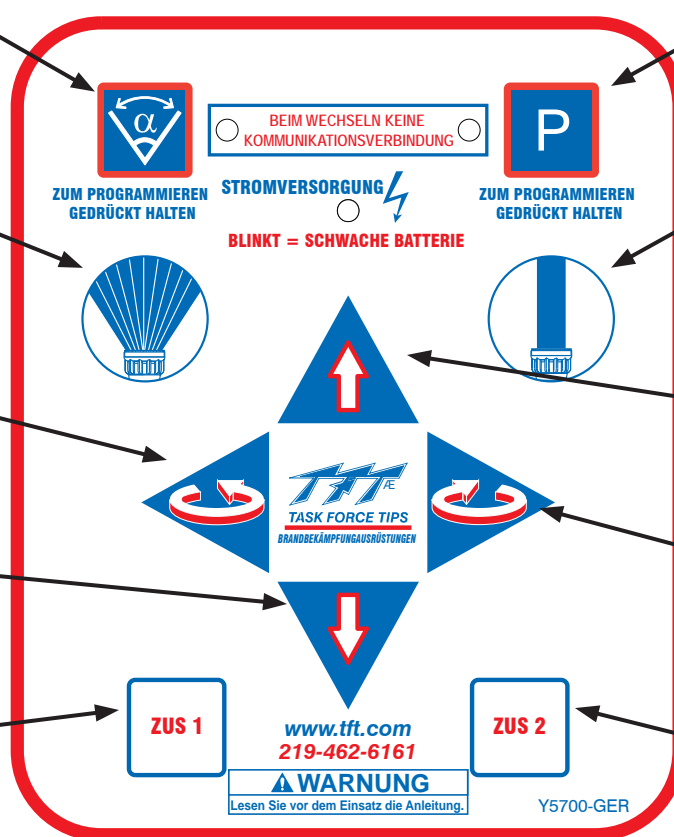 α
BEIM WECHSELN KEINE
KOMMUNIKATIONSVERBINDUNG
P
ZUM PROGRAMMIEREN
GEDRÜCKT HALTEN
STROMVERSORGUNG
ZUM PROGRAMMIEREN
GEDRÜCKT HALTEN
BLINKT = SCHWACHE BATTERIE
TFT Æ
TASK FORCE TIPS
BRANDBEKÄMPFUNGAUSRÜSTUNGEN
ZUS 1
ZUS 2
www.tft.com
219-462-6161
WARNUNG
Lesen Sie vor dem Einsatz die Anleitung.
Y5700-GER